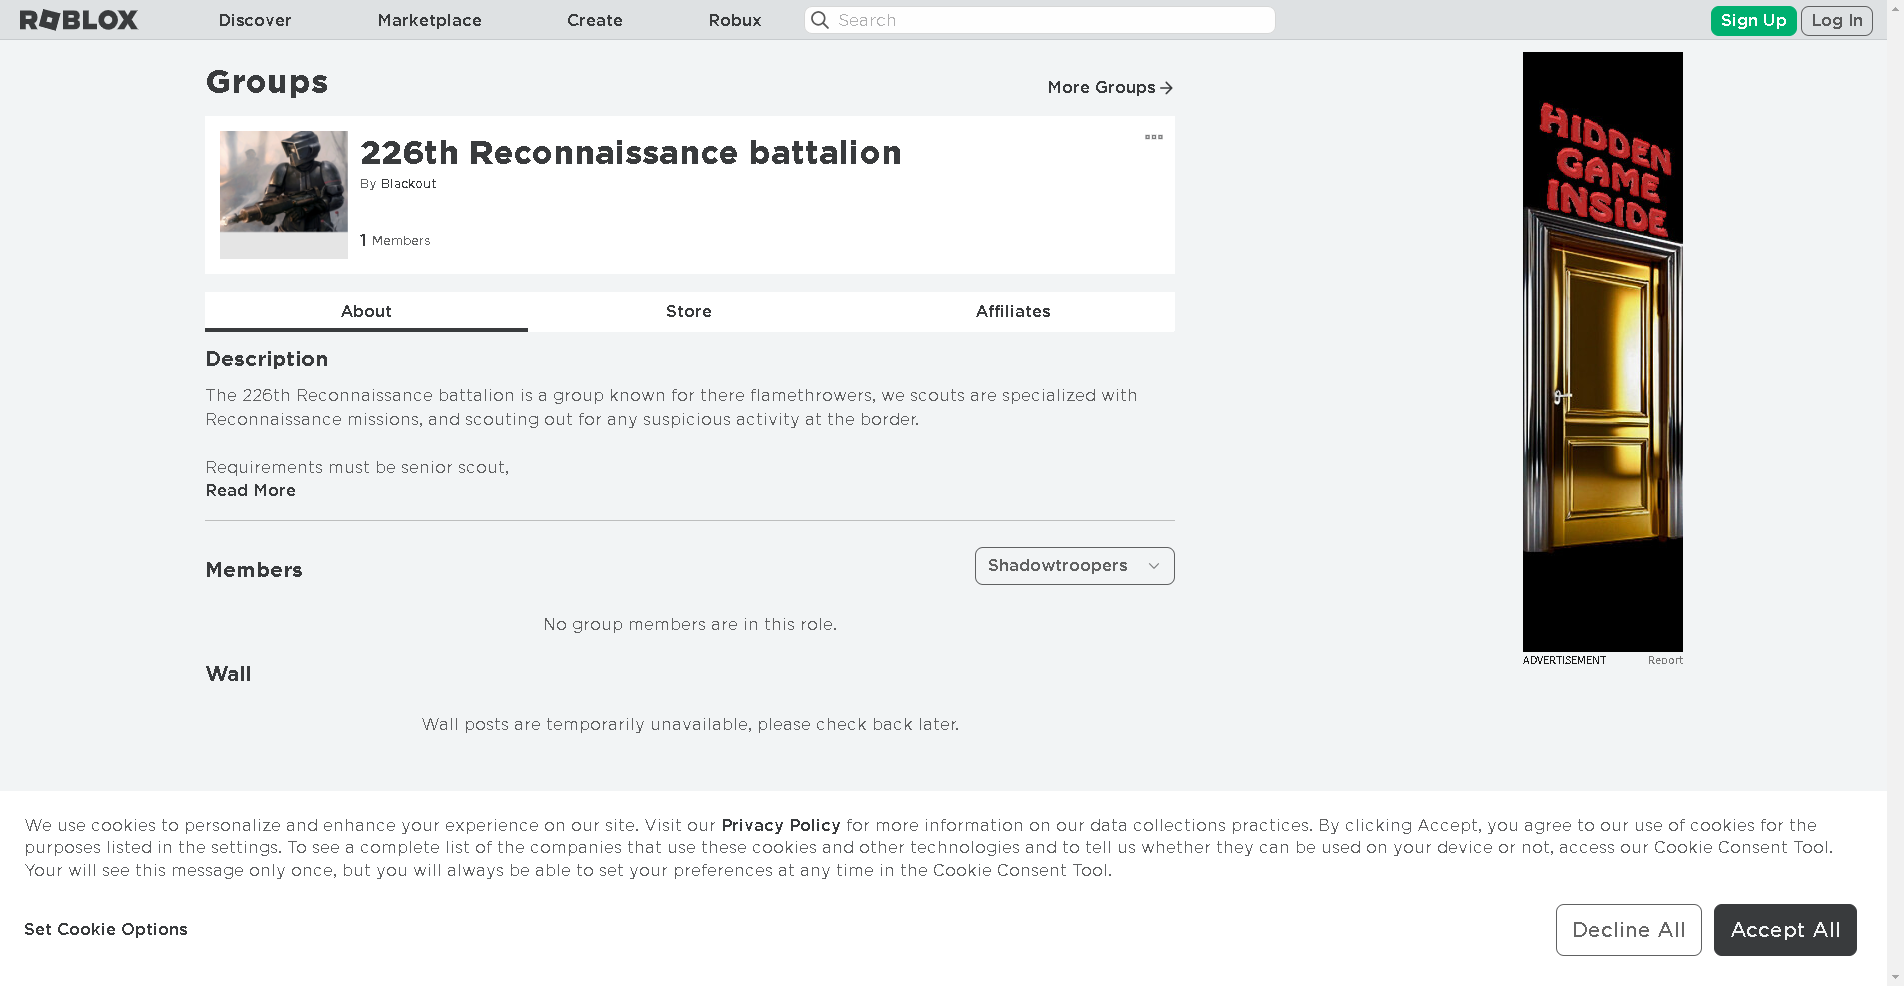 ROBLOX
Discover
Marketplace
Create
Robux
Search
Sign Up
Log In
Groups
More Groups
226th Reconnaissance battalion
By Blackout
1 Members
About
Store
Affiliates
Description
The 226th Reconnaissance battalion is a group known for there flamethrowers, we scouts are specialized with
Reconnaissance missions, and scouting out for any suspicious activity at the border.
Requirements must be senior scout,
Read More
Members
Shadowtroopers
No group members are in this role.
Wall
Wall posts are temporarily unavailable, please check back later.
HIDDEN
GAME
INSIDE
ADVERTISEMENT
Report
We use cookies to personalize and enhance your experience on our site. Visit our Privacy Policy for more information on our data collections practices. By clicking Accept, you agree to our use of cookies for the
purposes listed in the settings. To see a complete list of the companies that use these cookies and other technologies and to tell us whether they can be used on your device or not, access our Cookie Consent Tool.
Your will see this message only once, but you will always be able to set your preferences at any time in the Cookie Consent Tool.
Set Cookie Options
Decline All
Accept All